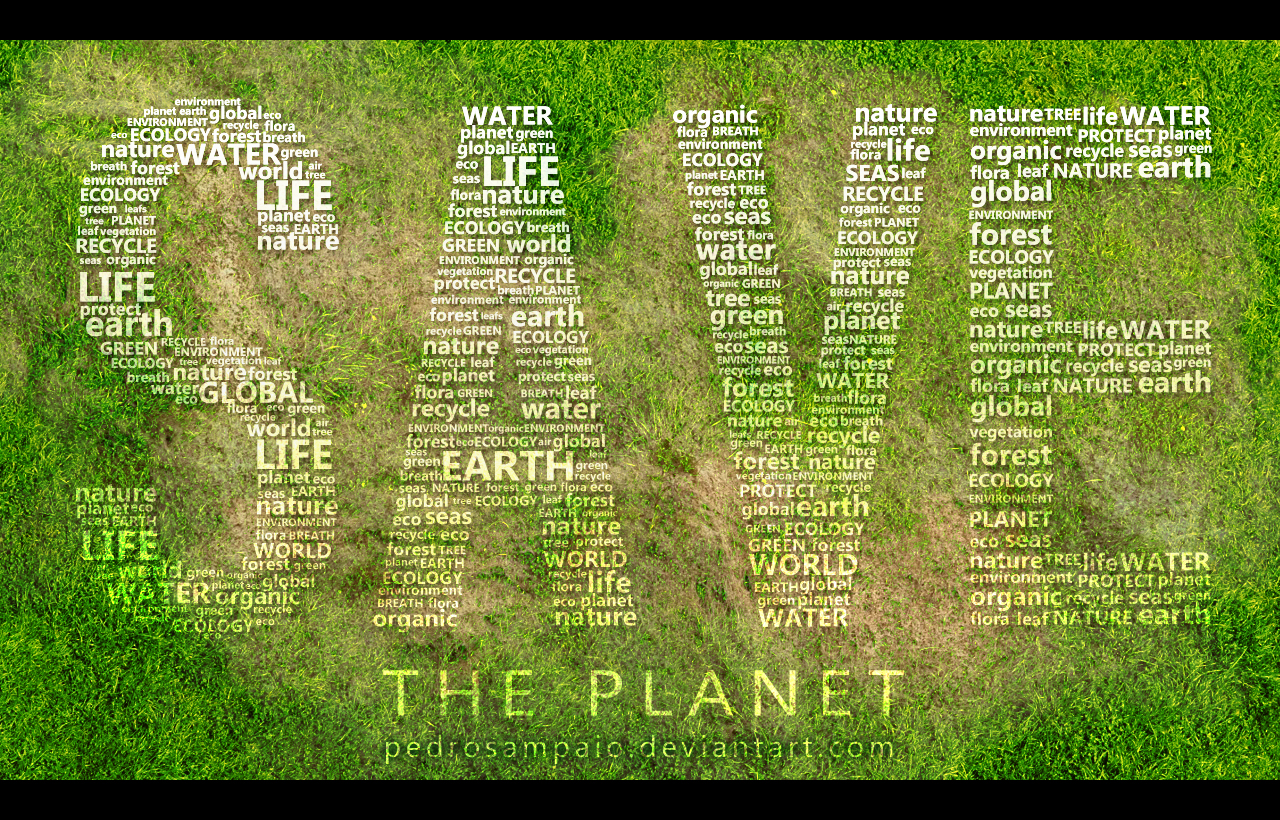 SAVE
environment
planet earth global eco
ENVIRONMENT recycle flora
eco ECOLOGY forest breath
nature WATER green
breath forest world air
environment LIFE tree
ECOLOGY
green leafs planet eco
tree PLANET seas EARTH
leaf vegetation nature
RECYCLE
seas organic
LIFE
protect
earth
GREEN RECYCLE flora
ENVIRONMENT
ECOLOGY tree vegetation leaf
breath nature forest
water GLOBAL
eco
flora eco green
recycle
world air
tree
LIFE
planet eco
seas EARTH
nature
ENVIRONMENT
flora BREATH
WORLD
forest green
nature
planet eco
seas EARTH
LIFE
world green organic global
WATER planet eco
organic
green recycle
ECOLOGY eco
WATER
planet green
global EARTH
eco LIFE
seas
flora nature
forest environment
ECOLOGY breath
GREEN world
ENVIRONMENT organic
vegetation RECYCLE
protect breath PLANET
environment environment
forest leafs earth
recycle GREEN ECOLOGY
nature eco vegetation
RECYCLE leaf recycle green
eco planet protect seas
flora GREEN BREATH leaf
recycle water
ENVIRONMENT organic ENVIRONMENT
forest eco ECOLOGY air global
seas leaf
green EARTH green
breath recycle
seas NATURE forest green flora eco
global tree ECOLOGY leaf forest
EARTH organic
eco seas nature
recycle eco tree protect
forest TREE WORLD
planet EARTH recycle
ECOLOGY flora life
environment
BREATH flora eco planet
organic nature
organic nature
flora BREATH planet eco
environment recycle life
ECOLOGY flora
planet EARTH SEAS leaf
forest TREE RECYCLE
recycle eco organic eco
eco seas forest PLANET
forest flora ECOLOGY
water ENVIRONMENT
protect seas
global leaf nature
organic GREEN BREATH seas
tree seas air recycle
green planet
recycle breath seas NATURE
eco seas protect seas
ENVIRONMENT leaf forest
recycle eco WATER
forest breath flora
ECOLOGY environment
nature air eco breath
leafs RECYCLE recycle
green EARTH green flora
forest nature
vegetation ENVIRONMENT
PROTECT recycle
global earth
GREEN ECOLOGY
GREEN forest
WORLD
EARTH global
green planet
WATER
nature TREE life WATER
environment PROTECT planet
organic recycle seas green
flora leaf NATURE earth
global
ENVIRONMENT
forest
ECOLOGY
vegetation
PLANET
eco seas
nature TREE life WATER
environment PROTECT planet
organic recycle seas green
flora leaf NATURE earth
global
vegetation
forest
ECOLOGY
ENVIRONMENT
PLANET
eco seas
nature TREE life WATER
environment PROTECT planet
organic recycle seas green
flora leaf NATURE earth
THE PLANET
pedrosampaio.deviantart.com